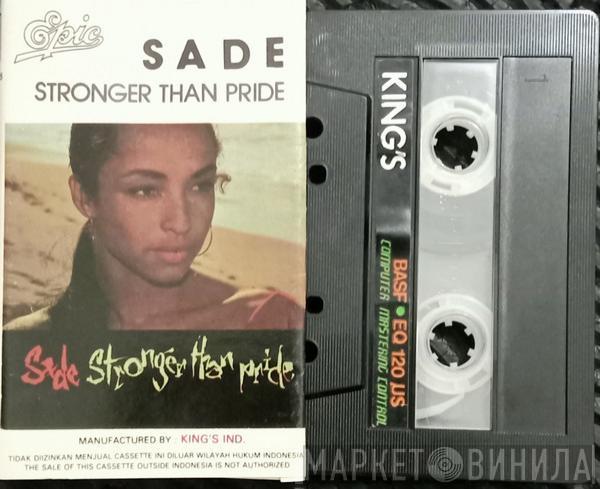 Epic
SADE
STRONGER THAN PRIDE
Sade Stronger than pride
MANUFACTURED BY : KING'S IND.
TIDAK DIIZINKAN MENJUAL CASSETTE INI DILUAR WILAYAH HUKUM INDONESIA
THE SALE OF THIS CASSETTE OUTSIDE INDONESIA IS NOT AUTHORIZED
KING'S
BASF • EQ 120 µS
COMPUTER MASTERING CONTROL
МАРКЕТ ВИНИЛА